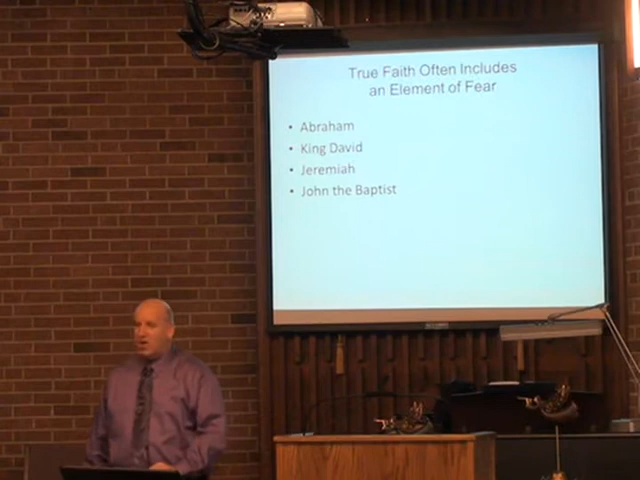 True Faith Often Includes
an Element of Fear
• Abraham
• King David
• Jeremiah
• John the Baptist